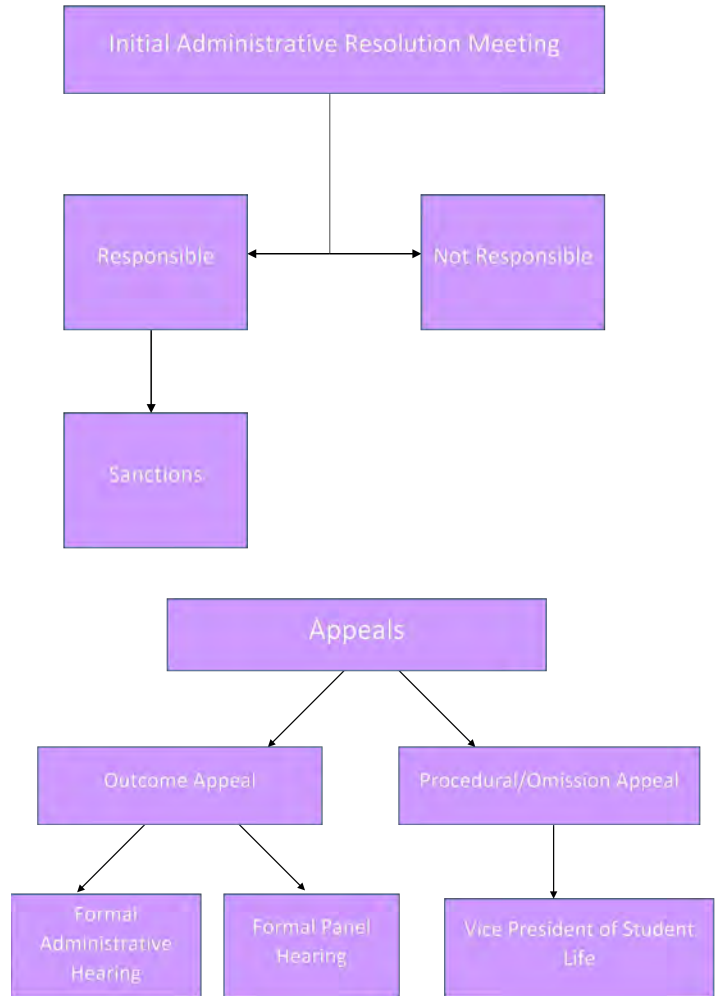 Initial Administrative Resolution Meeting
Responsible
Not Responsible
Sanctions
Appeals
Outcome Appeal
Procedural/Omission Appeal
Formal
Administrative
Hearing
Formal Panel
Hearing
Vice President of Student
Life